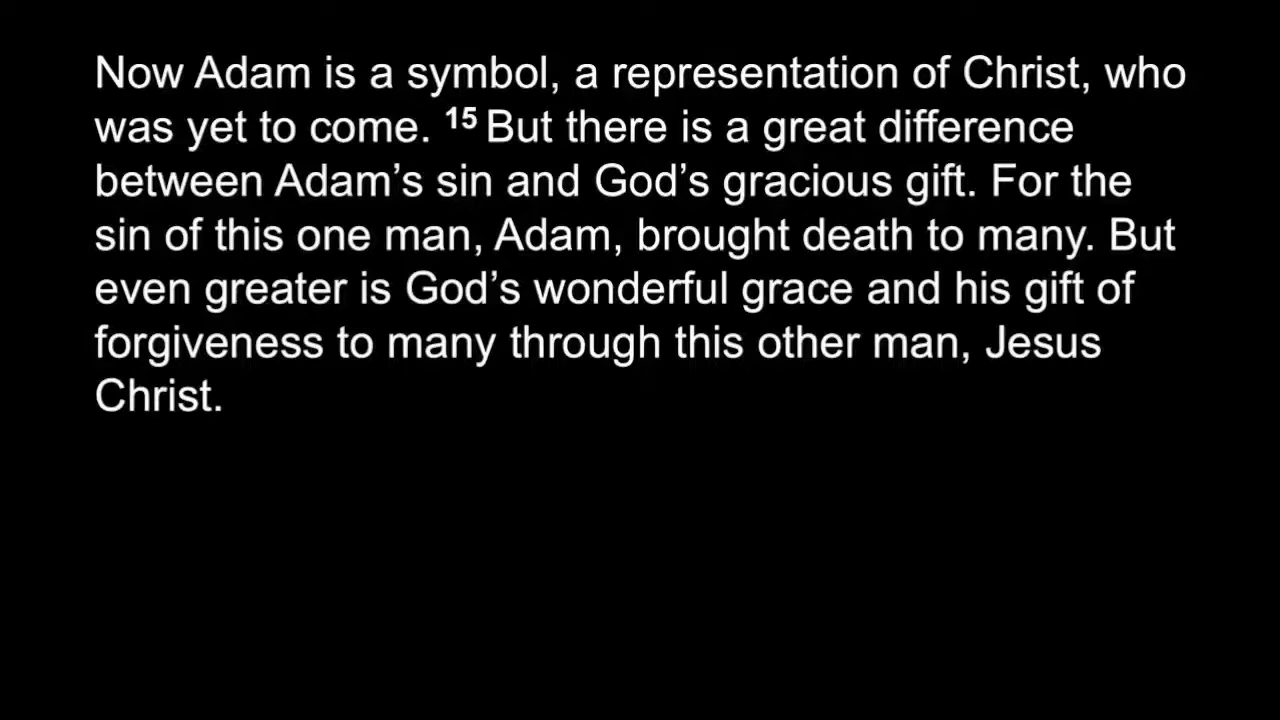 Now Adam is a symbol, a representation of Christ, who
was yet to come. 15 But there is a great difference
between Adam’s sin and God’s gracious gift. For the
sin of this one man, Adam, brought death to many. But
even greater is God’s wonderful grace and his gift of
forgiveness to many through this other man, Jesus
Christ.